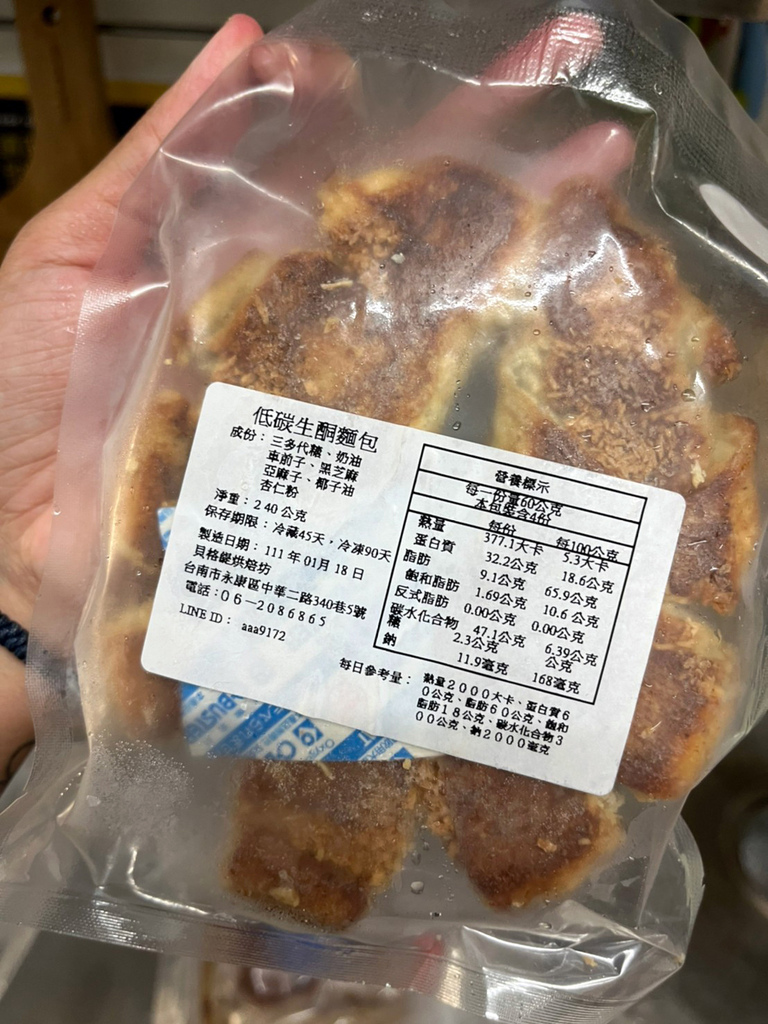 低碳生酮麵包
成份：三多代糖、奶油
車前子、黑芝麻
亞麻子、椰子油
杏仁粉
淨重：240公克
保存期限：冷藏45天，冷凍90天
製造日期：111年01月18日
貝格緹烘焙坊
台南市永康區中華二路340巷5號
電話：06－2086865
LINE ID： aaa9172
營養標示
每一份量60公克
本包裝含4份
每份 每100公克
熱量 377.1大卡 5.3大卡
蛋白質 32.2公克 18.6公克
脂肪 9.1公克 65.9公克
飽和脂肪 1.69公克 10.6公克
反式脂肪 0.00公克 0.00公克
碳水化合物 47.1公克 6.39公克
糖 2.3公克 公克
鈉 11.9毫克 168毫克
每日參考量：熱量2000大卡、蛋白質6
0公克、脂肪60公克、飽和
脂肪18公克、碳水化合物3
00公克、鈉2000毫克